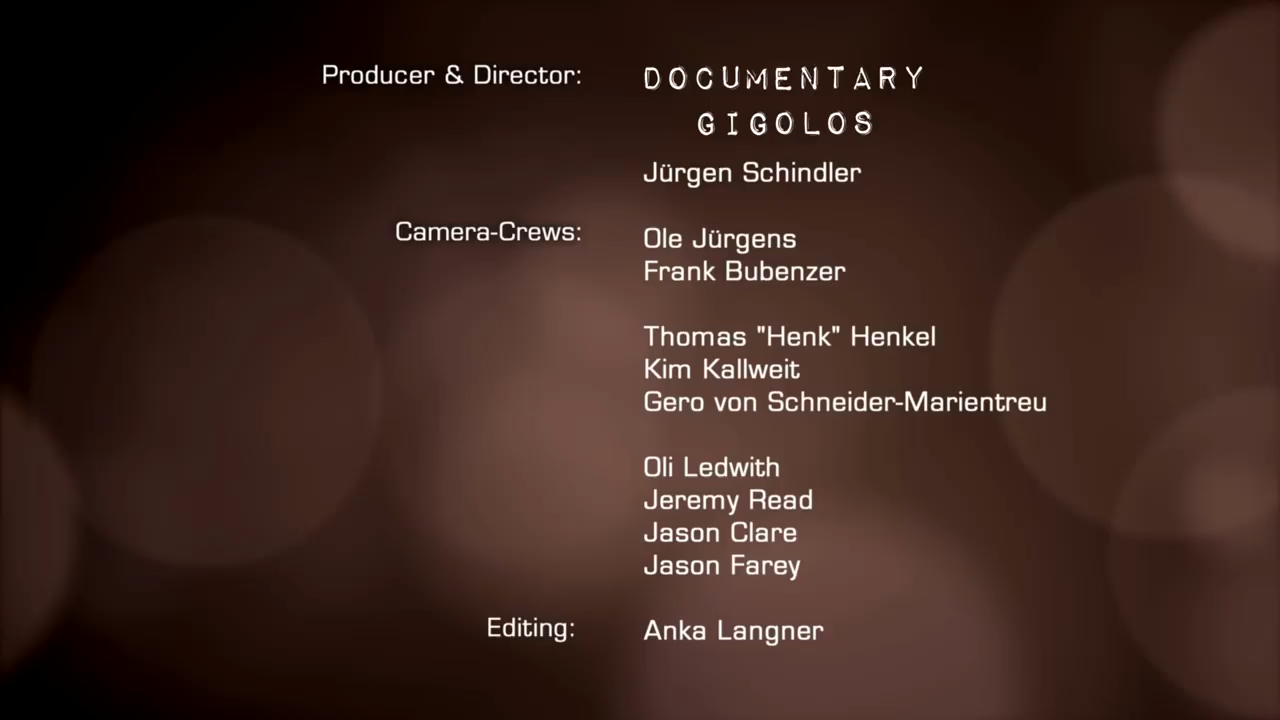 Producer & Director: DOCUMENTARY
GIGOLOS
Jürgen Schindler
Camera-Crews: Ole Jürgens
Frank Bubenzer
Thomas "Henk" Henkel
Kim Kallweit
Gero von Schneider-Marientreu
Oli Ledwith
Jeremy Read
Jason Clare
Jason Farey
Editing: Anka Langner